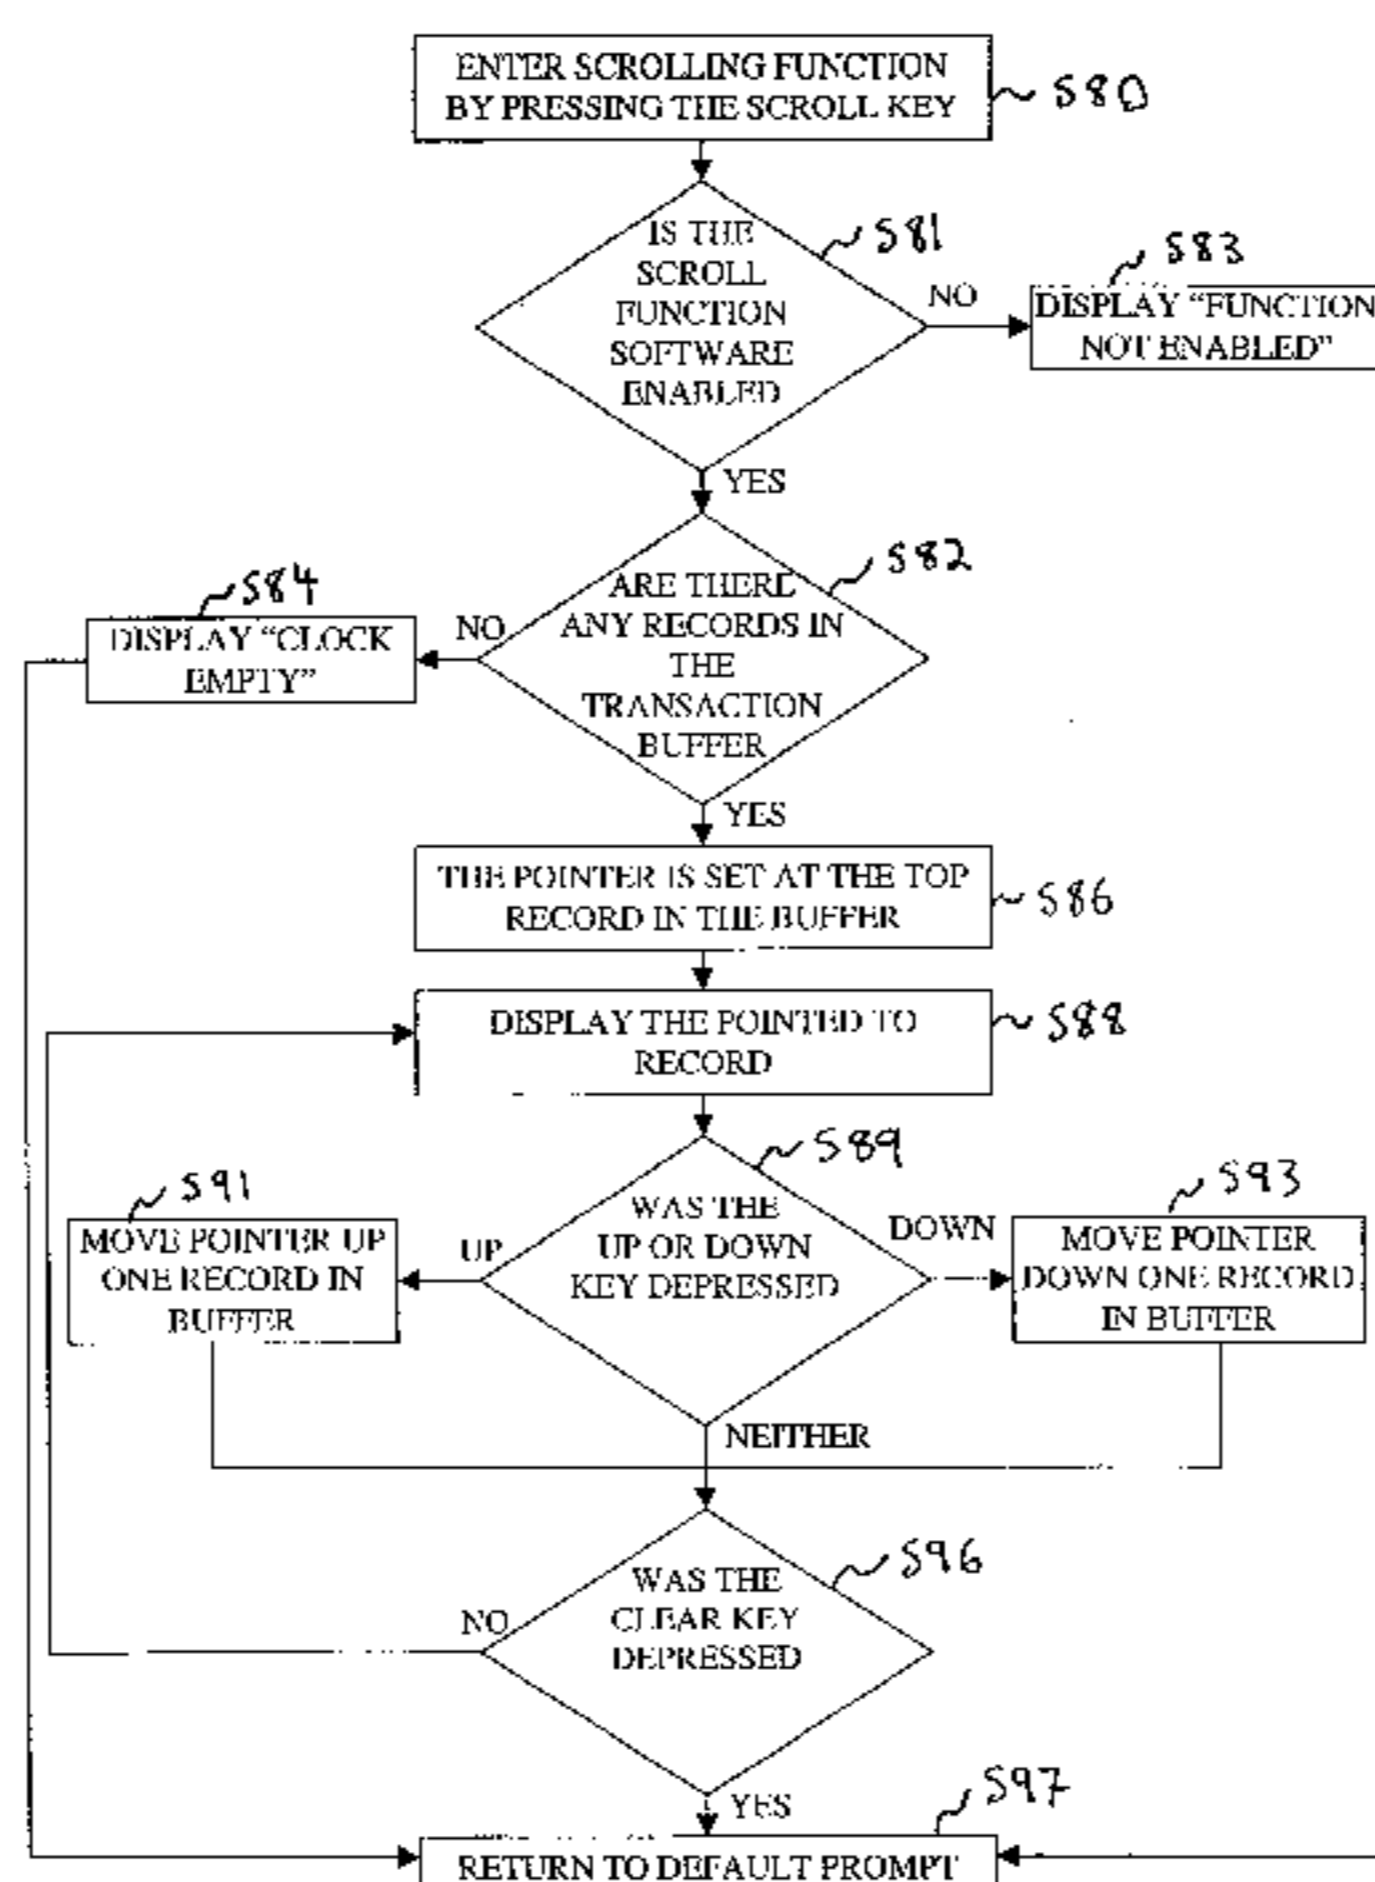 ENTER SCROLLING FUNCTION
BY PRESSING THE SCROLL KEY
580
IS THE
SCROLL
FUNCTION
SOFTWARE
ENABLED
581
NO
583
DISPLAY "FUNCTION
NOT ENABLED"
YES
582
ARE THERE
ANY RECORDS IN
THE
TRANSACTION
BUFFER
NO
584
DISPLAY "CLOCK
EMPTY"
YES
THE POINTER IS SET AT THE TOP
RECORD IN THE BUFFER
586
DISPLAY THE POINTED TO
RECORD
588
589
WAS THE
UP OR DOWN
KEY DEPRESSED
UP
591
MOVE POINTER UP
ONE RECORD IN
BUFFER
DOWN
593
MOVE POINTER
DOWN ONE RECORD
IN BUFFER
NEITHER
596
WAS THE
CLEAR KEY
DEPRESSED
NO
YES
597
RETURN TO DEFAULT PROMPT